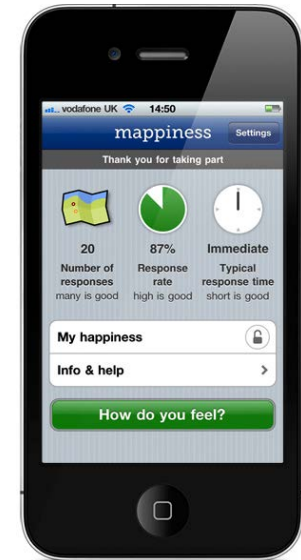 vodafone UK 14:50
mappiness Settings
Thank you for taking part
20 87% Immediate
Number of responses Response rate Typical response time
many is good high is good short is good
My happiness
Info & help
How do you feel?